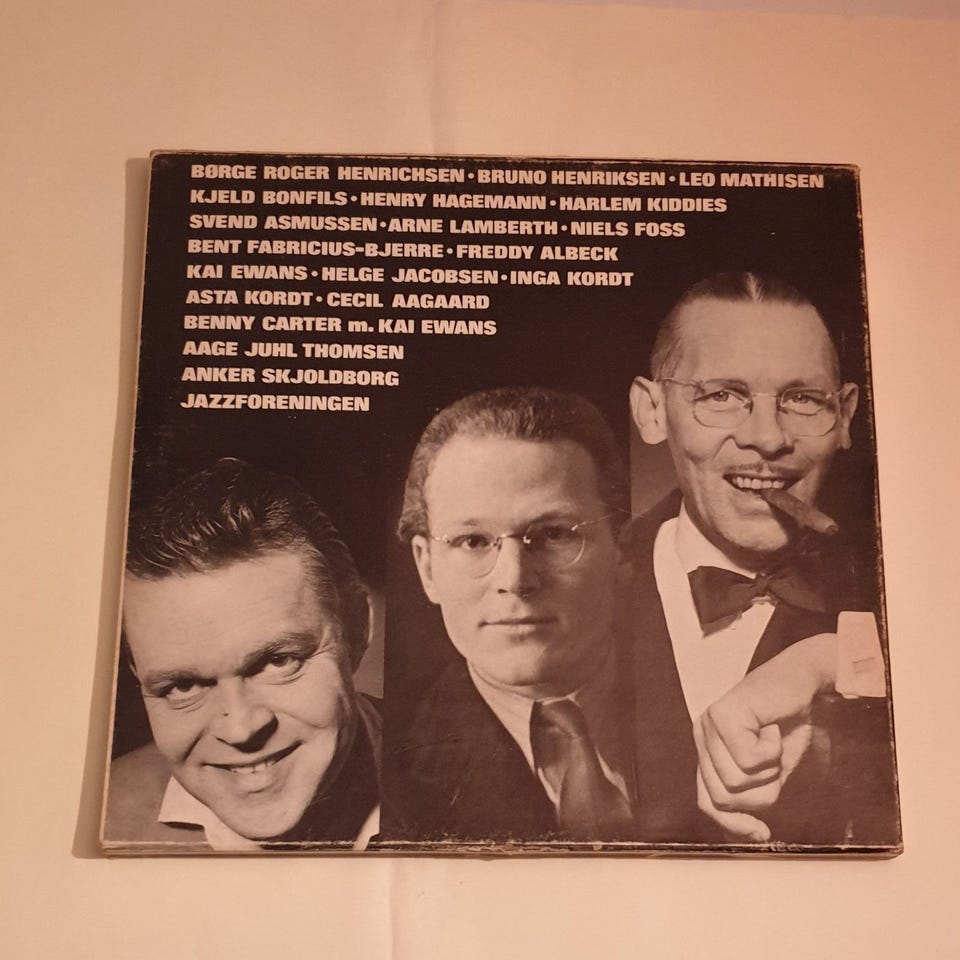 BØRGE ROGER HENRICHSEN • BRUNO HENRIKSEN • LEO MATHISEN
KJELD BONFILS • HENRY HAGEMANN • HARLEM KIDDIES
SVEND ASMUSSEN • ARNE LAMBERTH • NIELS FOSS
BENT FABRICIUS-BJERRE • FREDDY ALBECK
KAI EWANS • HELGE JACOBSEN • INGA KORDT
ASTA KORDT • CECIL AAGAARD
BENNY CARTER m. KAI EWANS
AAGE JUHL THOMSEN
ANKER SKJOLDBORG
JAZZFORENINGEN